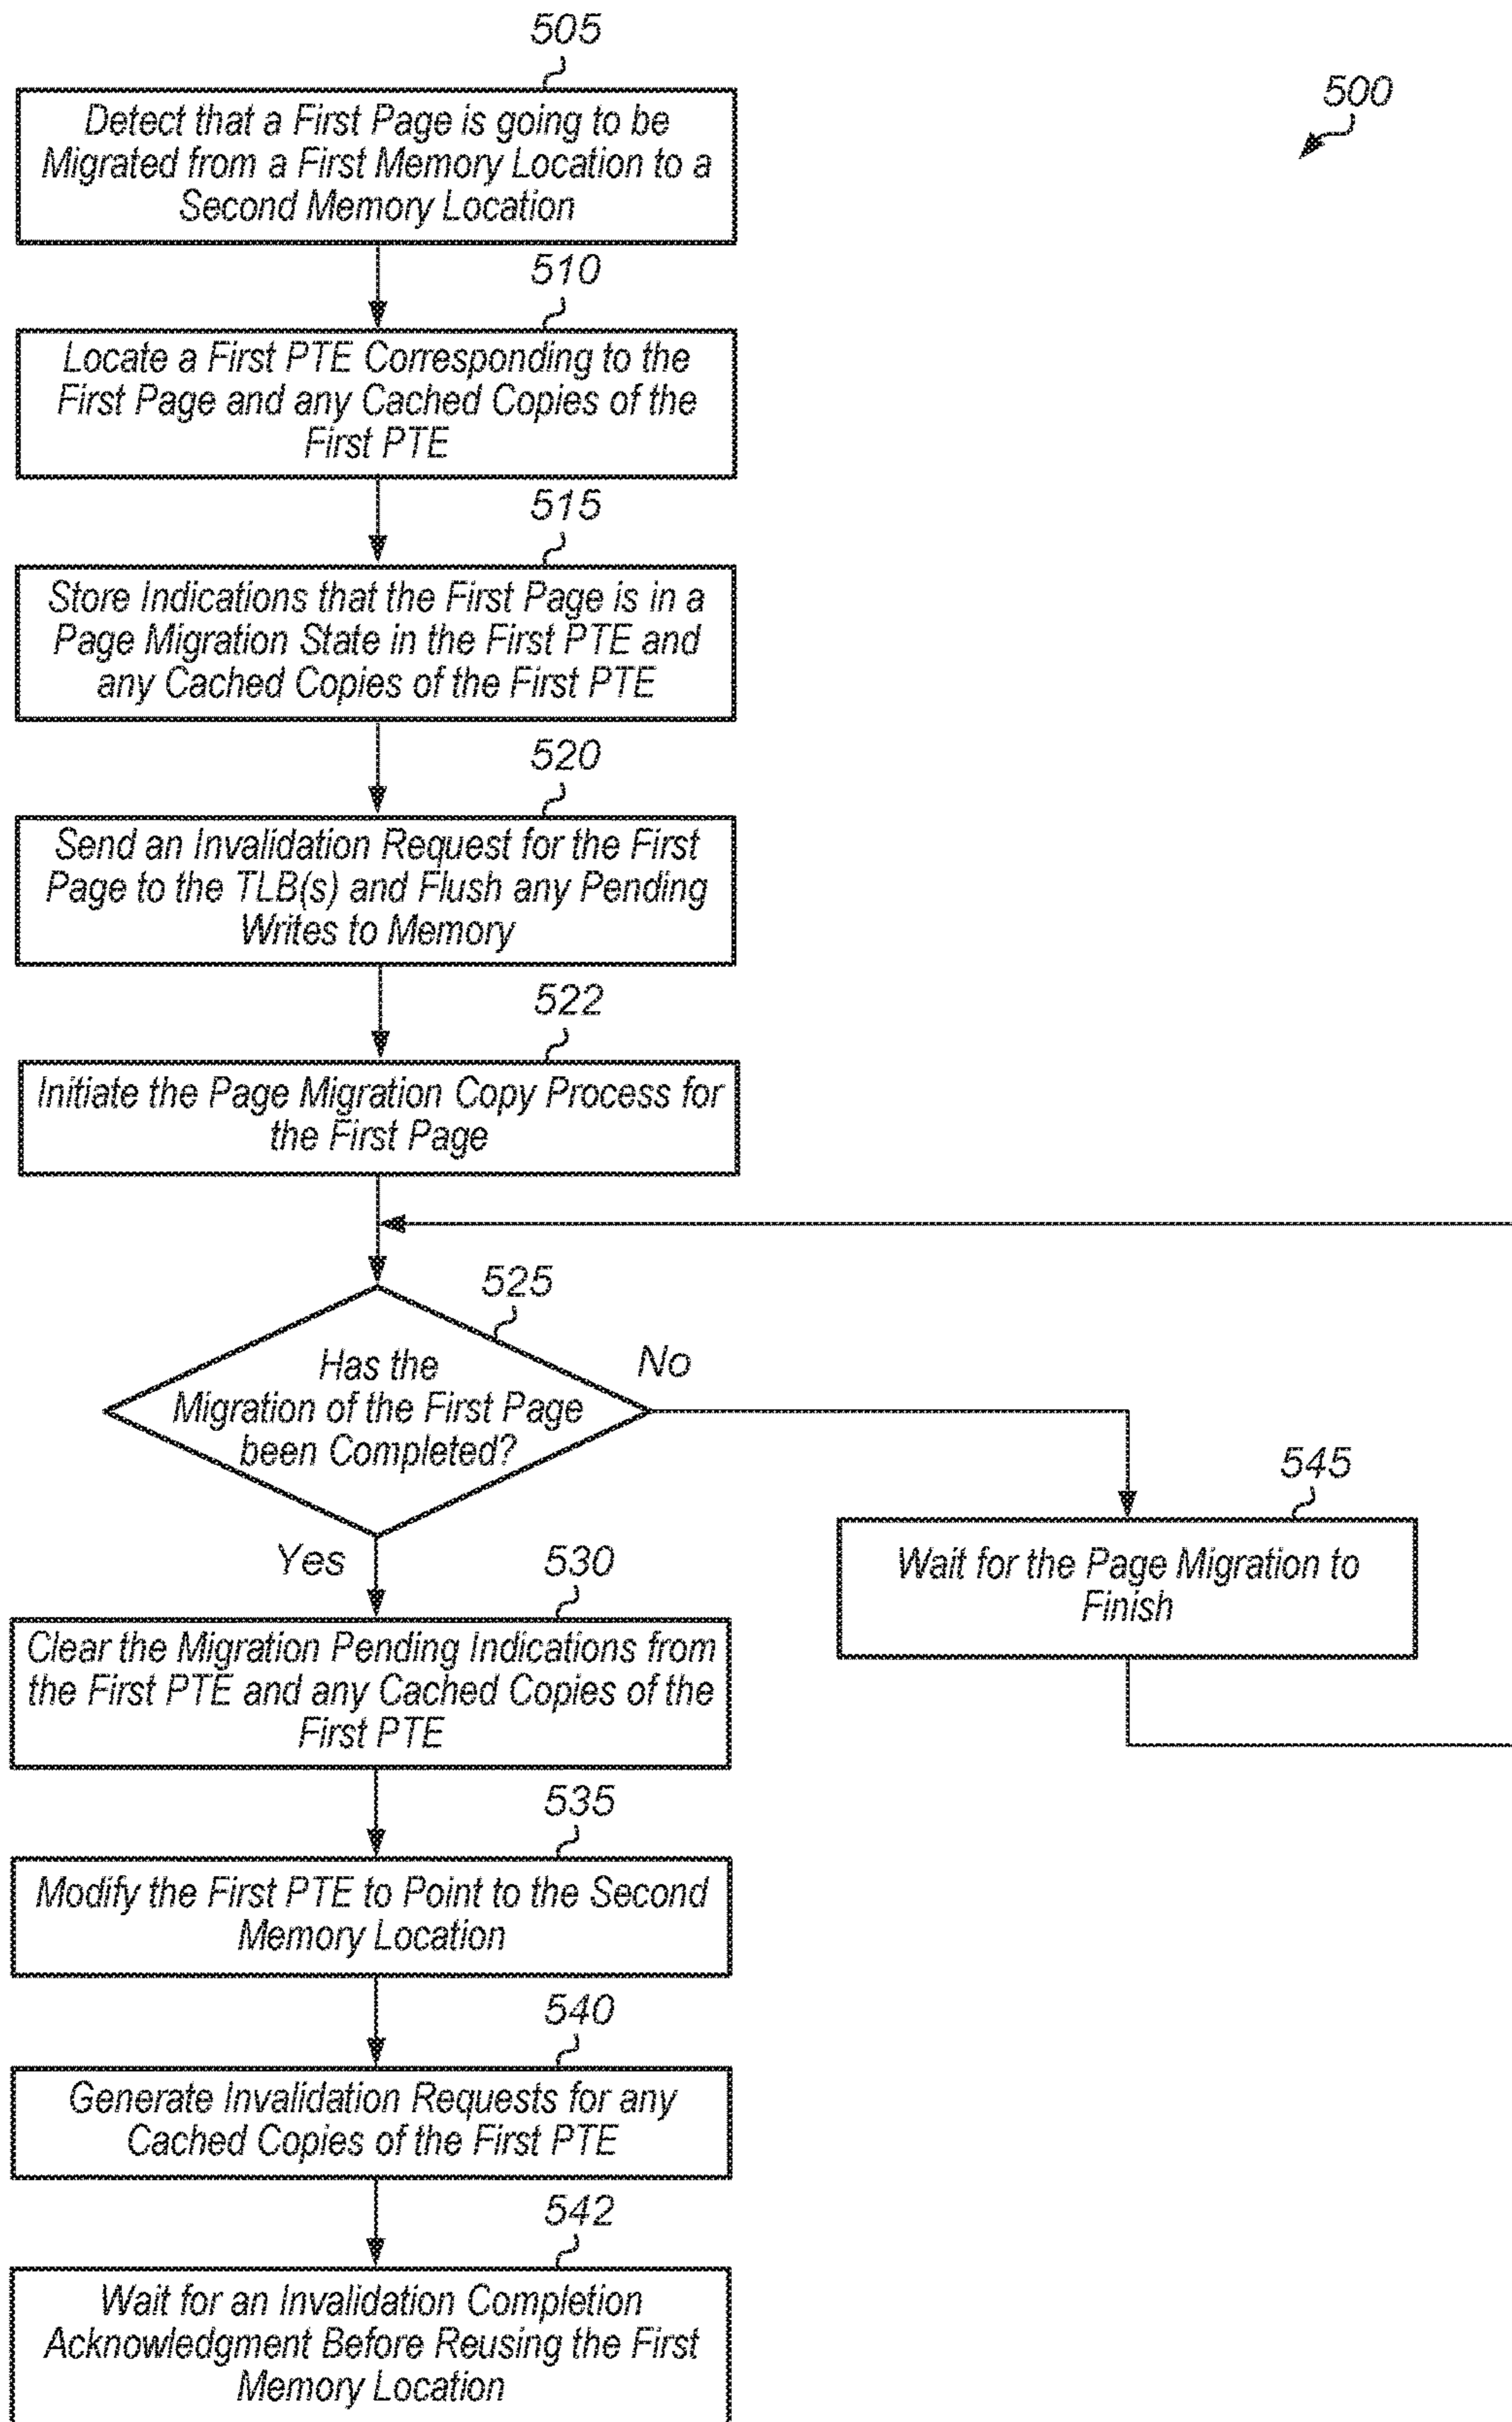 505
500
Detect that a First Page is going to be
Migrated from a First Memory Location to a
Second Memory Location
510
Locate a First PTE Corresponding to the
First Page and any Cached Copies of the
First PTE
515
Store Indications that the First Page is in a
Page Migration State in the First PTE and
any Cached Copies of the First PTE
520
Send an Invalidation Request for the First
Page to the TLB(s) and Flush any Pending
Writes to Memory
522
Initiate the Page Migration Copy Process for
the First Page
525
Has the
Migration of the First Page
been Completed?
No
Yes
545
Wait for the Page Migration to
Finish
530
Clear the Migration Pending Indications from
the First PTE and any Cached Copies of the
First PTE
535
Modify the First PTE to Point to the Second
Memory Location
540
Generate Invalidation Requests for any
Cached Copies of the First PTE
542
Wait for an Invalidation Completion
Acknowledgment Before Reusing the First
Memory Location